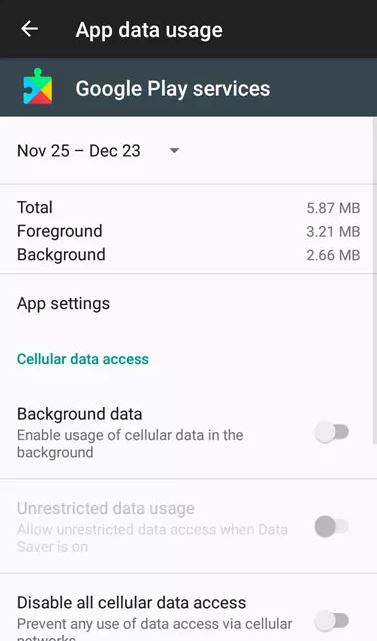 App data usage
Google Play services
Nov 25 – Dec 23
Total 5.87 MB
Foreground 3.21 MB
Background 2.66 MB
App settings
Cellular data access
Background data
Enable usage of cellular data in the
background
Unrestricted data usage
Allow unrestricted data access when Data
Saver is on
Disable all cellular data access
Prevent any use of data access via cellular
networks